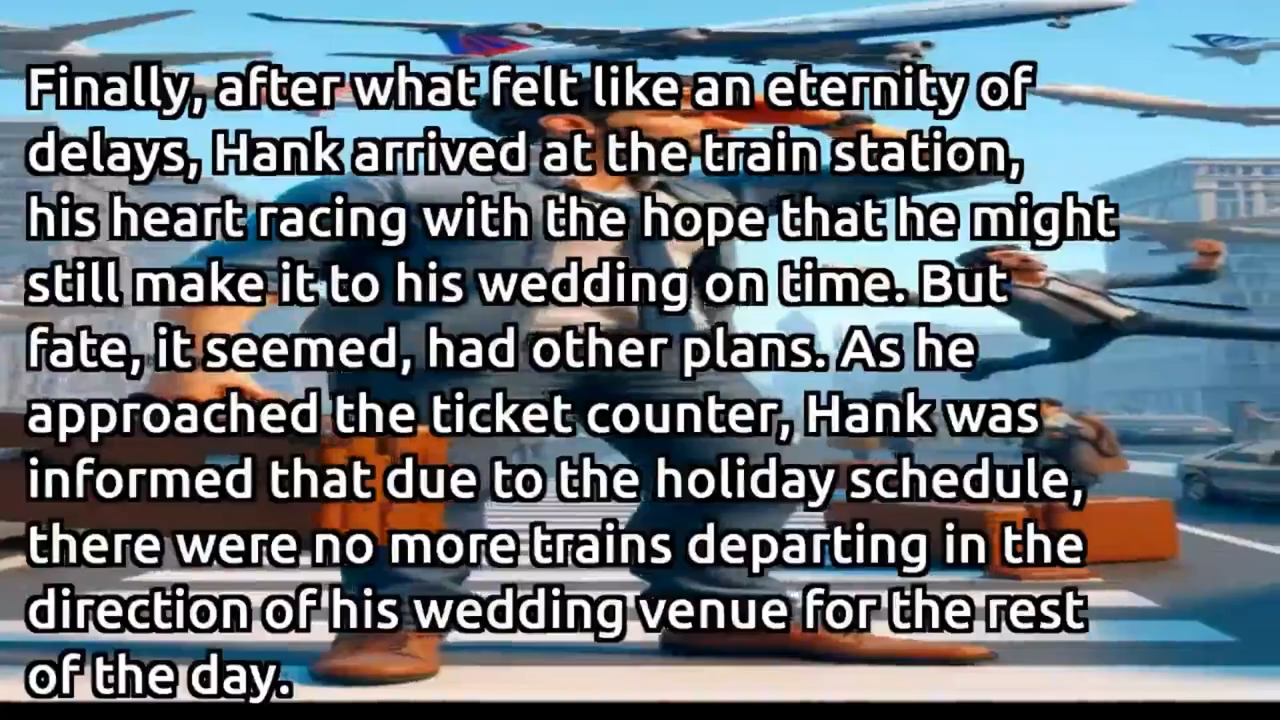 Finally, after what felt like an eternity of
delays, Hank arrived at the train station,
his heart racing with the hope that he might
still make it to his wedding on time. But
fate, it seemed, had other plans. As he
approached the ticket counter, Hank was
informed that due to the holiday schedule,
there were no more trains departing in the
direction of his wedding venue for the rest
of the day.